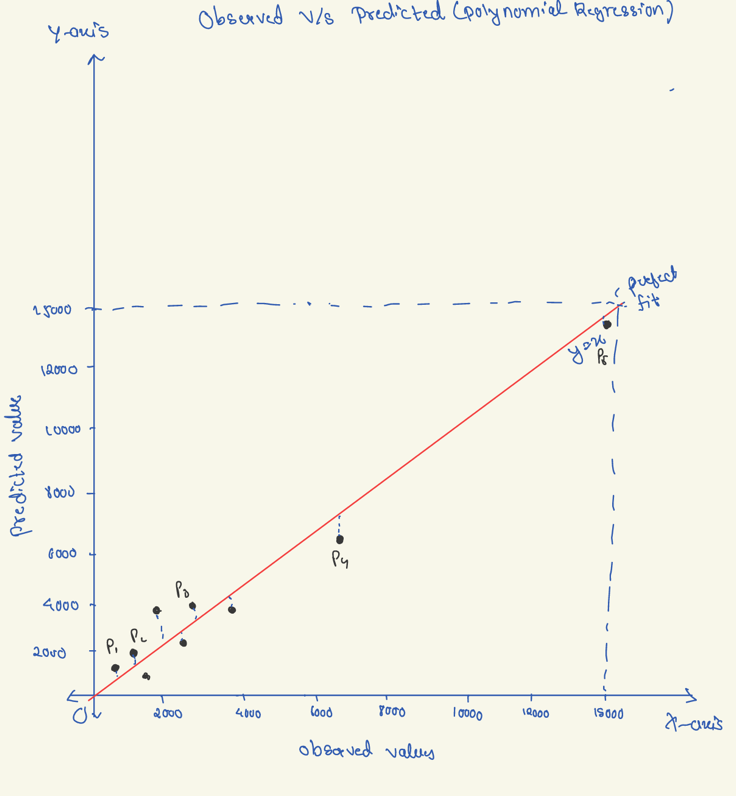 Observed V/s Predicted (Polynomial Regression)
Y-axis
perfect
fit
15000
y=x
P5
12000
10000
Predicted value
8000
6000
P4
4000
P3
2000
P1
P2
O
2000
4000
6000
8000
10000
12000
15000
X-axis
observed values